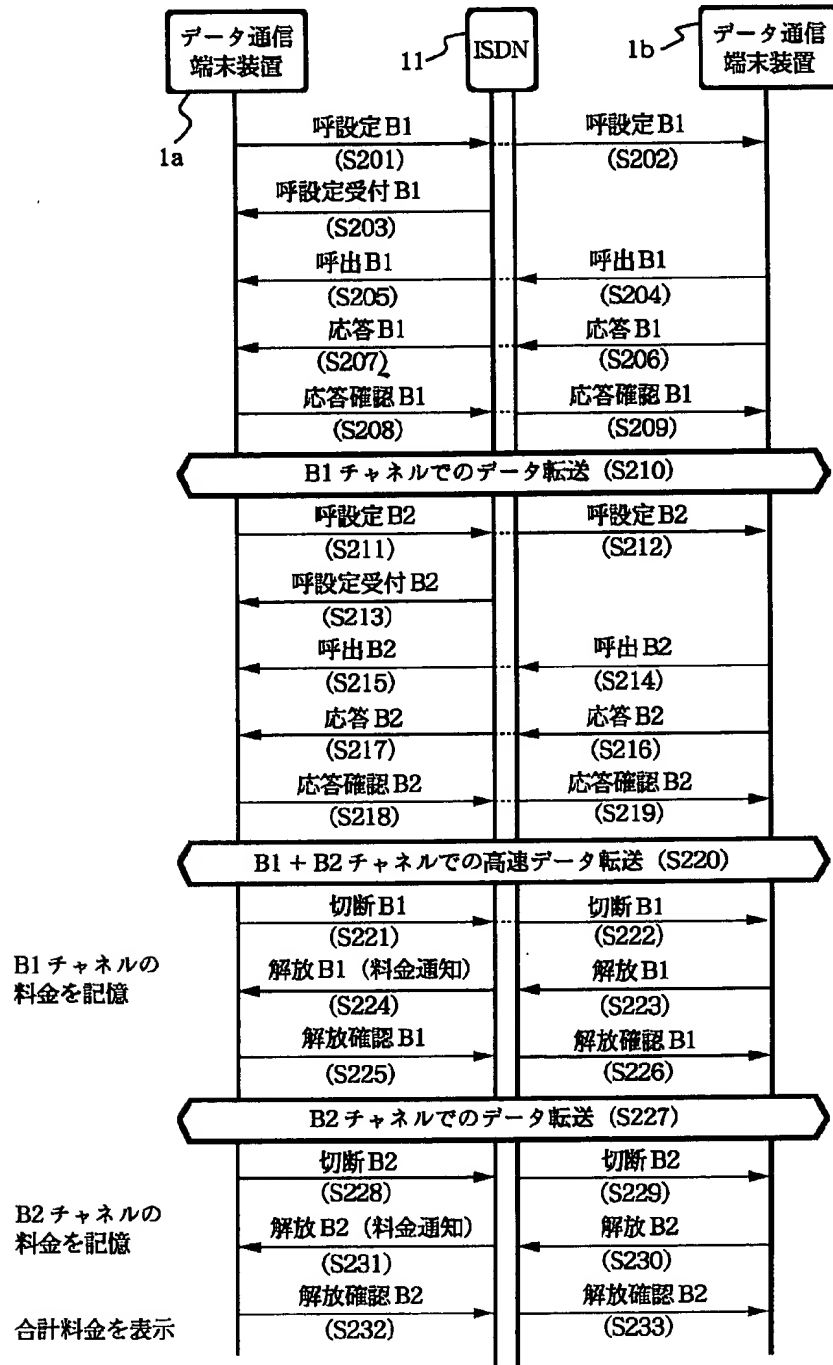 データ通信
端末装置
1a
11
ISDN
1b
データ通信
端末装置
呼設定B1
(S201)
呼設定B1
(S202)
呼設定受付B1
(S203)
呼出B1
(S205)
呼出B1
(S204)
応答B1
(S207)
応答B1
(S206)
応答確認B1
(S208)
応答確認B1
(S209)
B1チャネルでのデータ転送 (S210)
呼設定B2
(S211)
呼設定B2
(S212)
呼設定受付B2
(S213)
呼出B2
(S215)
呼出B2
(S214)
応答B2
(S217)
応答B2
(S216)
応答確認B2
(S218)
応答確認B2
(S219)
B1+B2チャネルでの高速データ転送 (S220)
切断B1
(S221)
切断B1
(S222)
B1チャネルの
料金を記憶
解放B1(料金通知)
(S224)
解放B1
(S223)
解放確認B1
(S225)
解放確認B1
(S226)
B2チャネルでのデータ転送 (S227)
切断B2
(S228)
切断B2
(S229)
B2チャネルの
料金を記憶
解放B2(料金通知)
(S231)
解放B2
(S230)
合計料金を表示
解放確認B2
(S232)
解放確認B2
(S233)